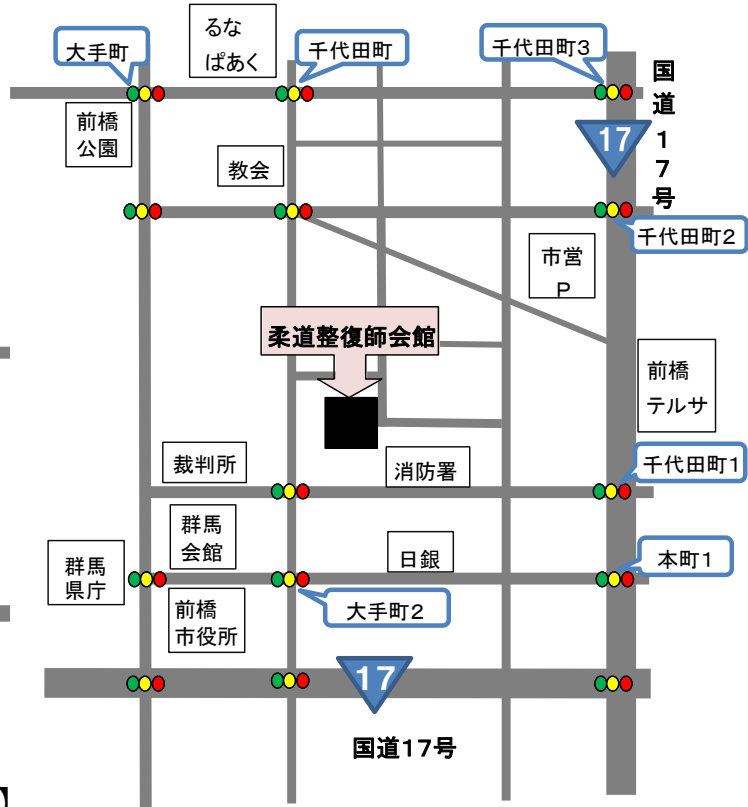 るな
ぱあく
大手町
千代田町
千代田町3
国
道
1
7
号
17
前橋
公園
教会
千代田町2
市営
P
柔道整復師会館
前橋
テルサ
裁判所
消防署
千代田町1
群馬
会館
日銀
本町1
群馬
県庁
前橋
市役所
大手町2
17
国道17号
】